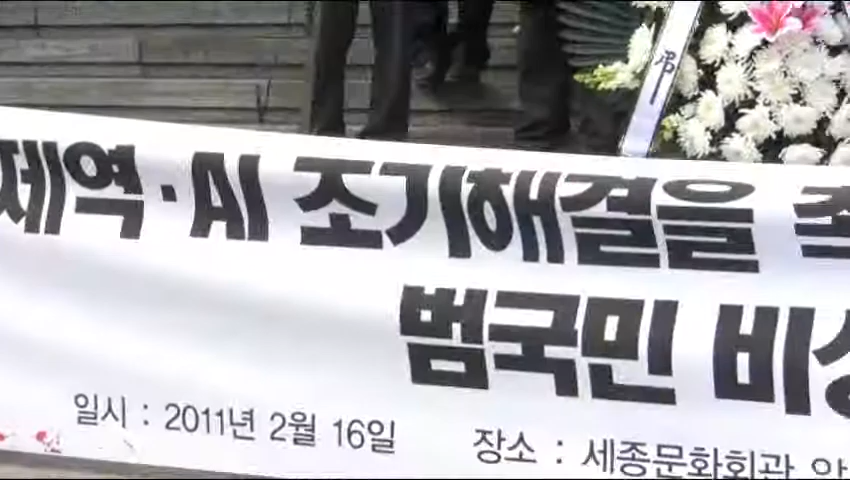 弔
제역·AI 조기해결을
범국민
일시 : 2011년 2월 16일
장소 : 세종문화회관